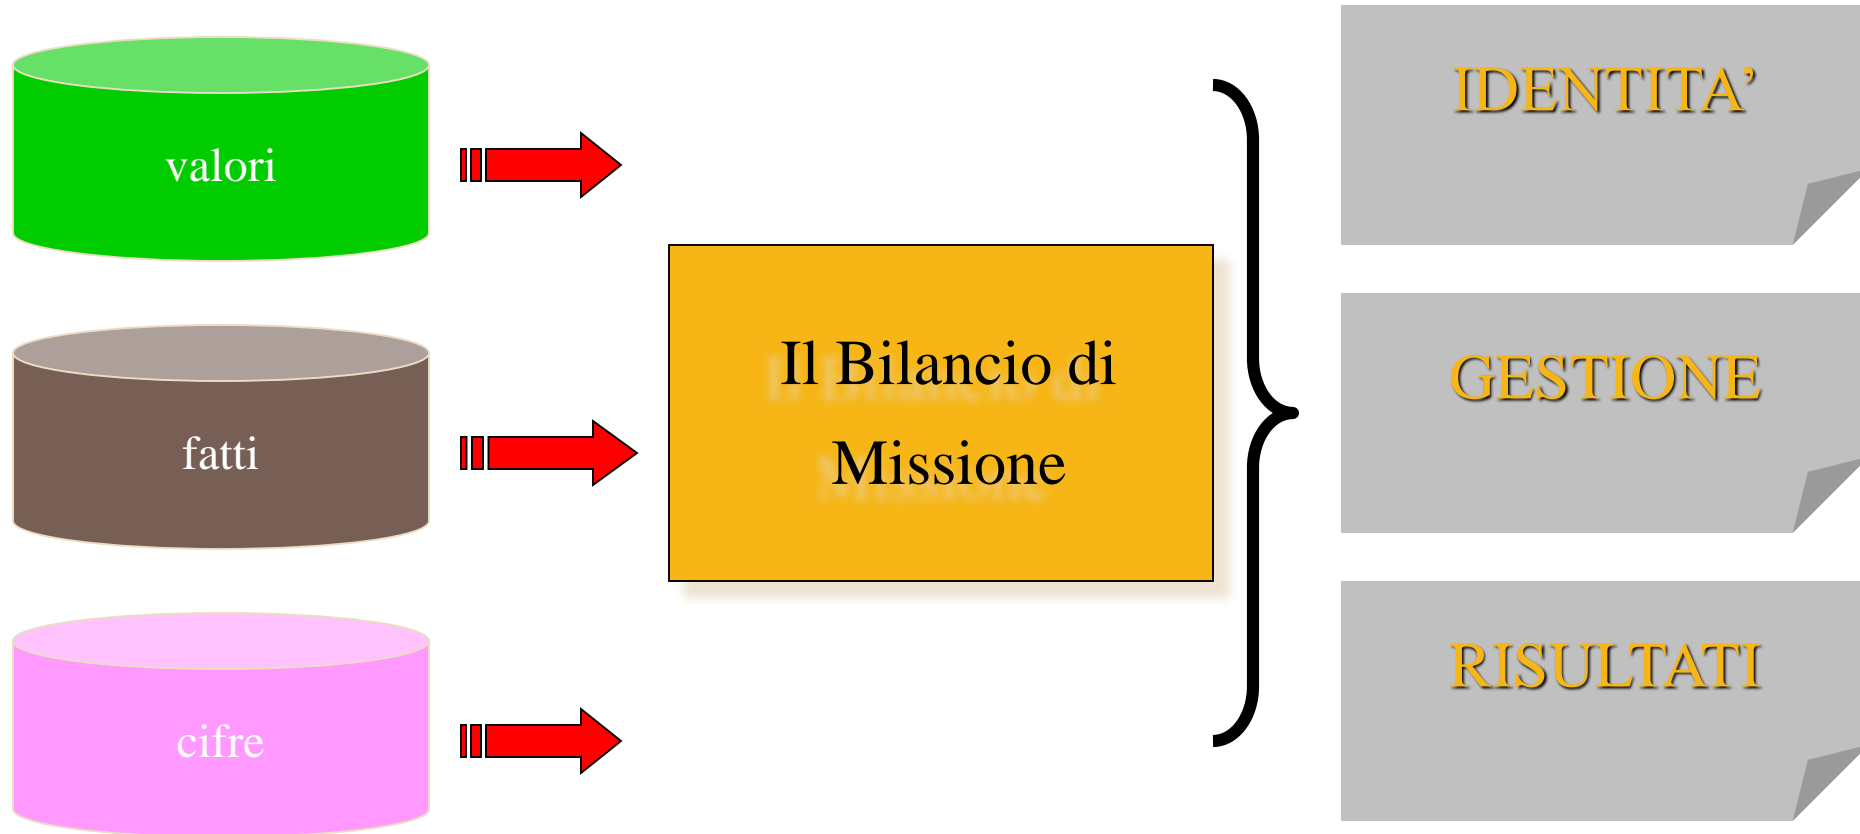 valori
fatti
cifre
Il Bilancio di
Missione
IDENTITA’
GESTIONE
RISULTATI